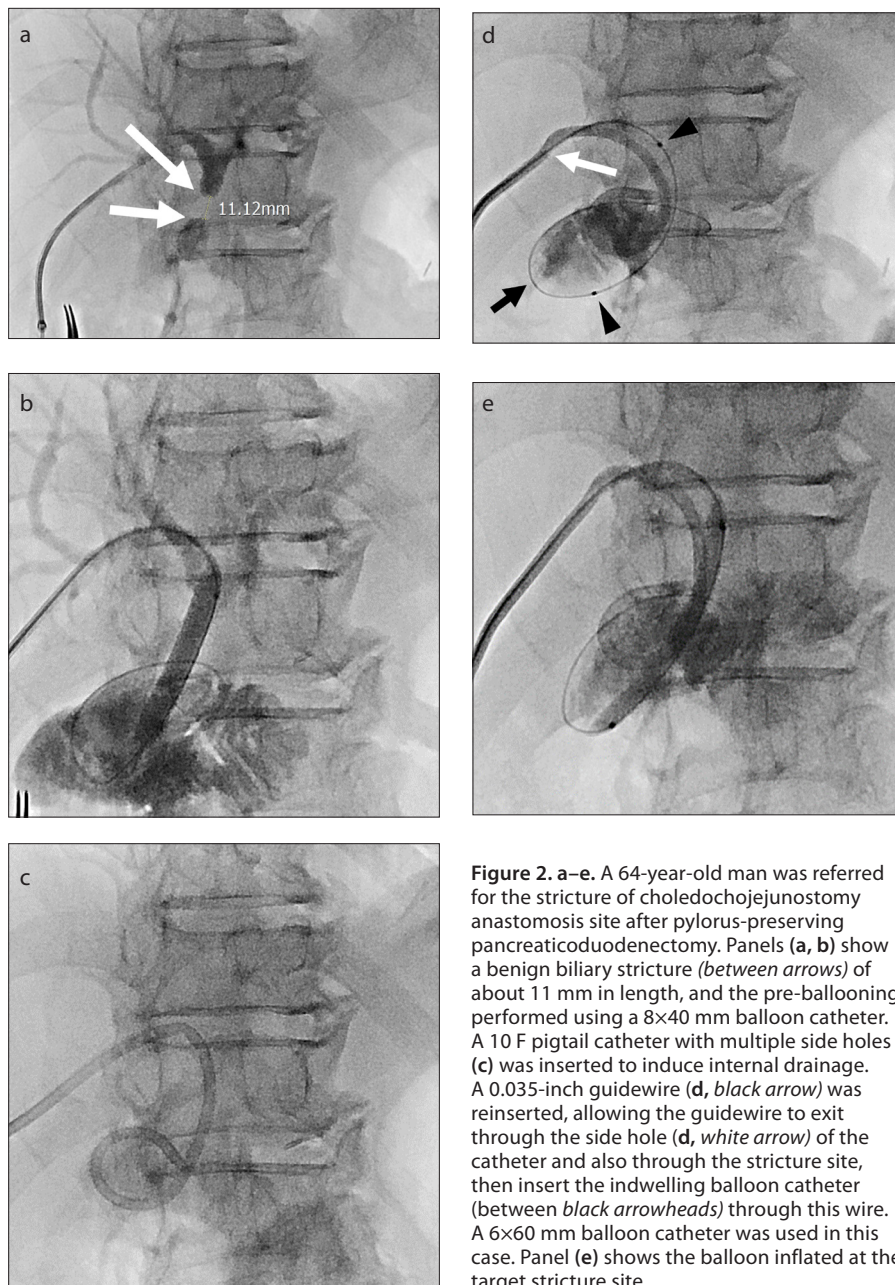 a
11.12mm
b
c
d
e
Figure 2. a–e. A 64-year-old man was referred
for the stricture of choledochojejunostomy
anastomosis site after pylorus-preserving
pancreaticoduodenectomy. Panels (a, b) show
a benign biliary stricture (between arrows) of
about 11 mm in length, and the pre-ballooning
performed using a 8×40 mm balloon catheter.
A 10 F pigtail catheter with multiple side holes
(c) was inserted to induce internal drainage.
A 0.035-inch guidewire (d, black arrow) was
reinserted, allowing the guidewire to exit
through the side hole (d, white arrow) of the
catheter and also through the stricture site,
then insert the indwelling balloon catheter
(between black arrowheads) through this wire.
A 6×60 mm balloon catheter was used in this
case. Panel (e) shows the balloon inflated at the
target stricture site